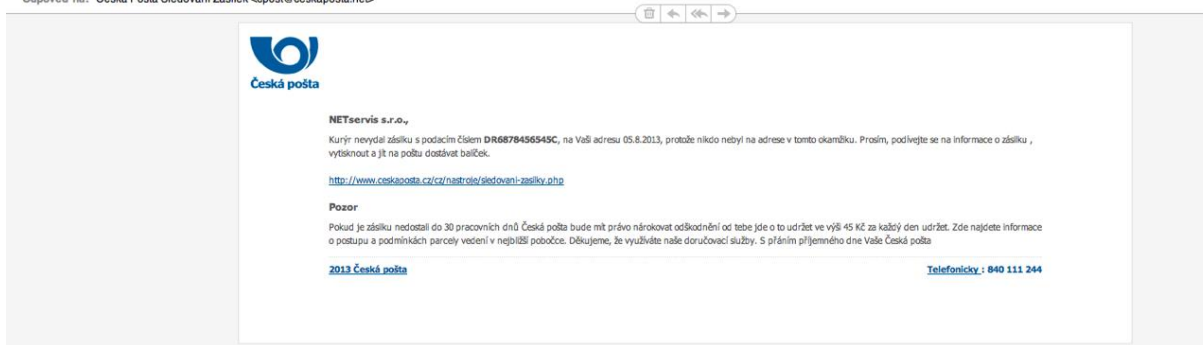 Česká pošta
NETservis s.r.o.,
Kurýr nevydal zásilku s podacím číslem DR6878456545C, na Vaši adresu 05.8.2013, protože nikdo nebyl na adrese v tomto okamžiku. Prosím, podívejte se na informace o zásilku ,
vytisknout a jít na poštu dostávat balíček.
http://www.ceskaposta.cz/cz/nastroje/sledovani-zasilky.php
Pozor
Pokud je zásilku nedostali do 30 pracovních dnů Česká pošta bude mít právo nárokovat odškodnění od tebe jde o to udržet ve výši 45 Kč za každý den udržet. Zde najdete informace
o postupu a podmínkách parcely vedení v nejbližší pobočce. Děkujeme, že využíváte naše doručovací služby. S přáním příjemného dne Vaše Česká pošta
2013 Česká pošta
Telefonicky : 840 111 244